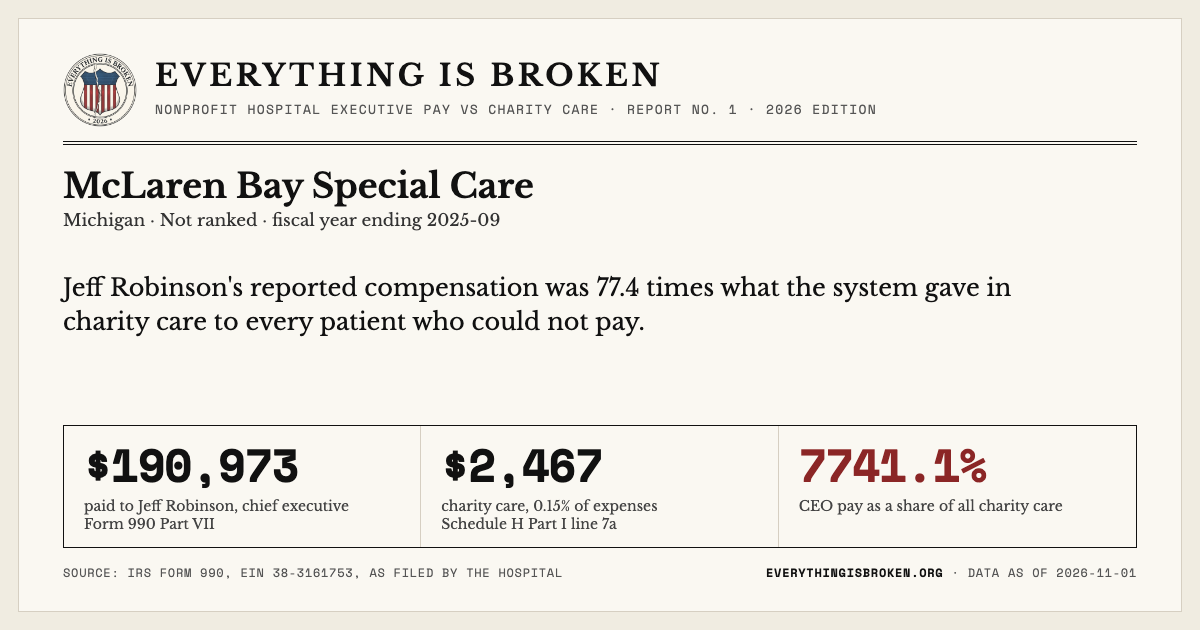 EVERYTHING IS BROKEN
2026
EVERYTHING IS BROKEN
NONPROFIT HOSPITAL EXECUTIVE PAY VS CHARITY CARE · REPORT NO. 1 · 2026 EDITION
McLaren Bay Special Care
Michigan · Not ranked · fiscal year ending 2025-09
Jeff Robinson's reported compensation was 77.4 times what the system gave in
charity care to every patient who could not pay.
$190,973
paid to Jeff Robinson, chief executive
Form 990 Part VII
$2,467
charity care, 0.15% of expenses
Schedule H Part I line 7a
7741.1%
CEO pay as a share of all charity care
SOURCE: IRS FORM 990, EIN 38-3161753, AS FILED BY THE HOSPITAL
EVERYTHINGISBROKEN.ORG · DATA AS OF 2026-11-01